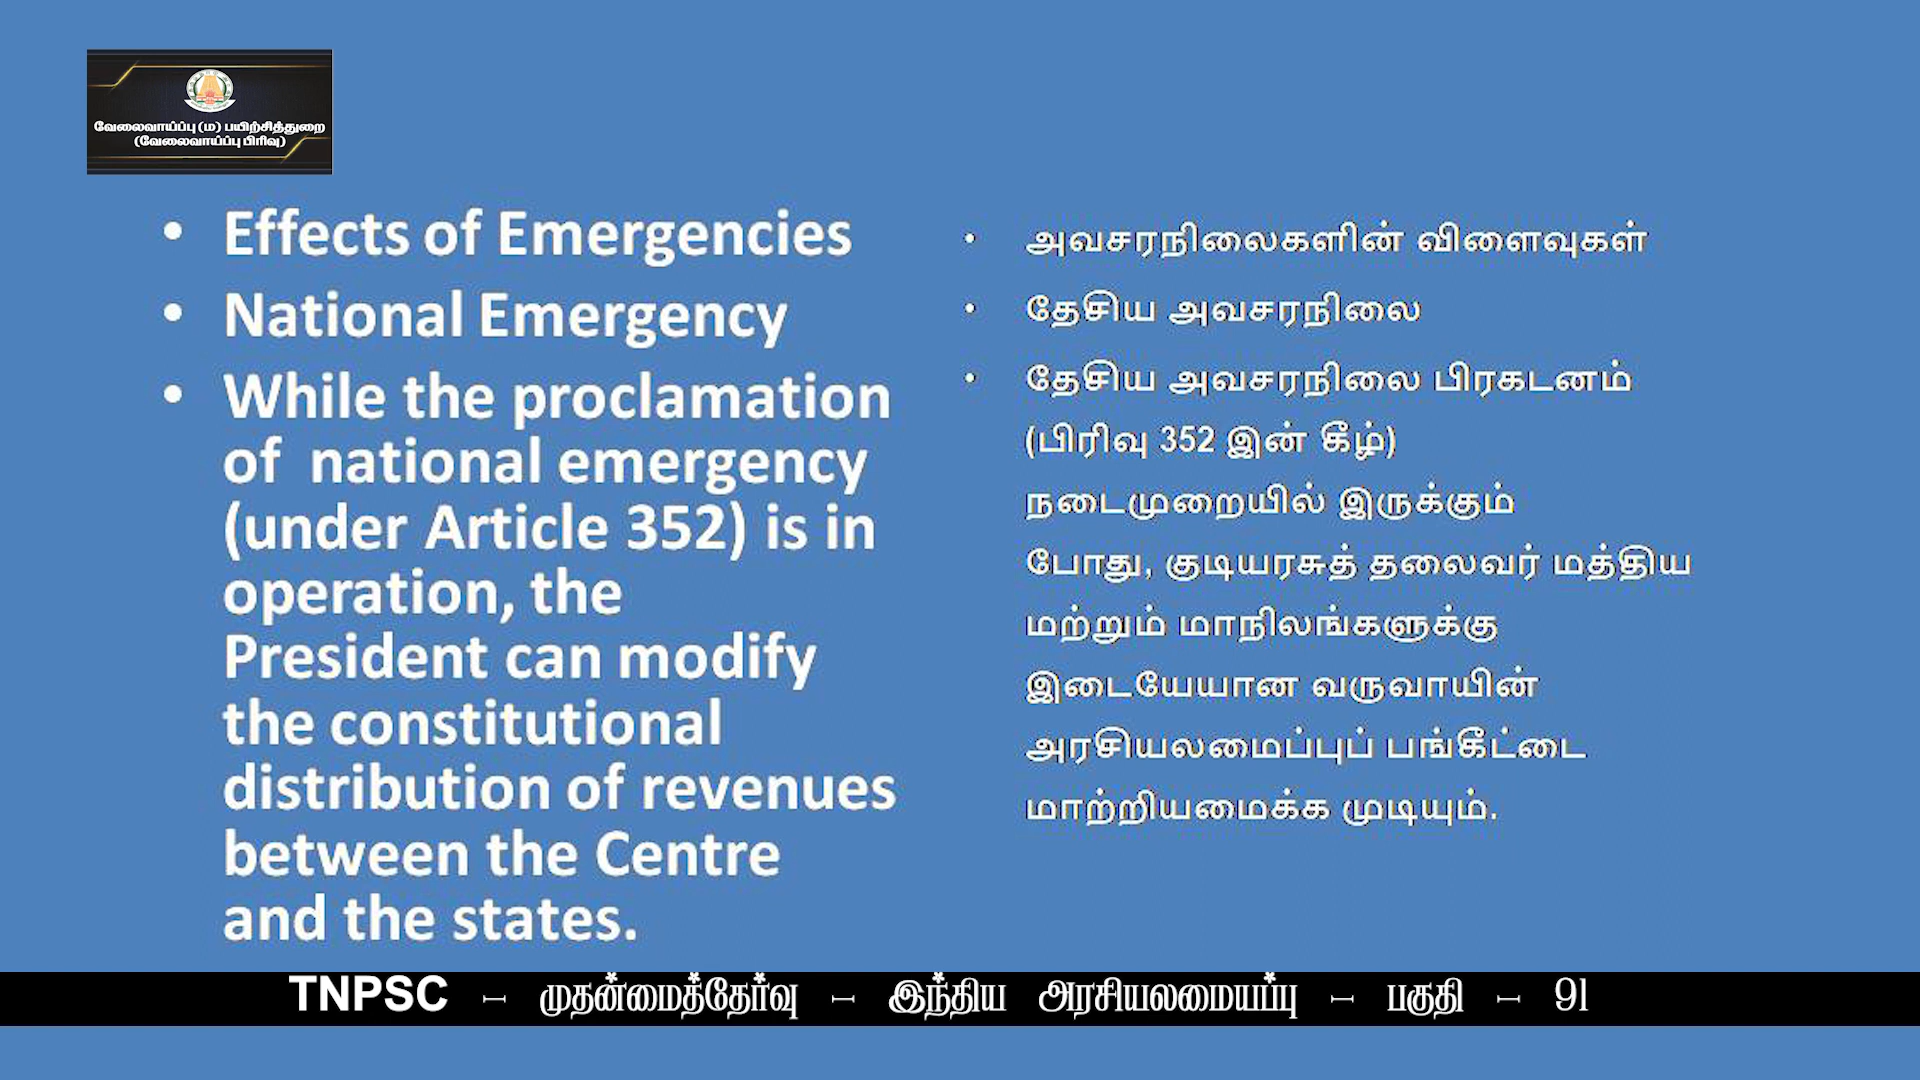 வேலைவாய்ப்பு (ம) பயிற்சித்துறை
(வேலைவாய்ப்பு பிரிவு)
• Effects of Emergencies
• National Emergency
• While the proclamation
of national emergency
(under Article 352) is in
operation, the
President can modify
the constitutional
distribution of revenues
between the Centre
and the states.
• அவசரநிலைகளின் விளைவுகள்
• தேசிய அவசரநிலை
• தேசிய அவசரநிலை பிரகடனம்
(பிரிவு 352 இன் கீழ்)
நடைமுறையில் இருக்கும்
போது, குடியரசுத் தலைவர் மத்திய
மற்றும் மாநிலங்களுக்கு
இடையேயான வருவாயின்
அரசியலமைப்புப் பங்கீட்டை
மாற்றியமைக்க முடியும்.
TNPSC – முதன்மைத்தேர்வு – இந்திய அரசியலமையப்பு – பகுதி – 91